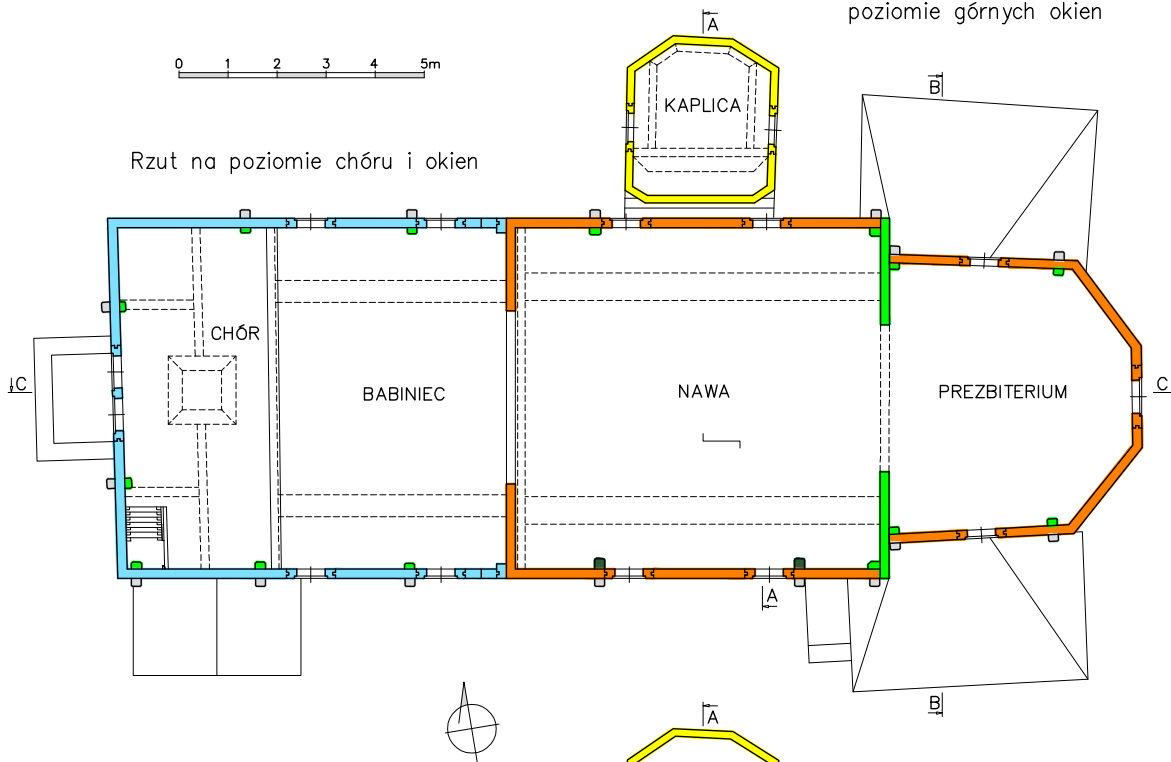 poziomie górnych okien
A
0 1 2 3 4 5m
B
KAPLICA
Rzut na poziomie chóru i okien
CHÓR
C
BABINIEC
NAWA
PREZBITERIUM
C
A
B
A